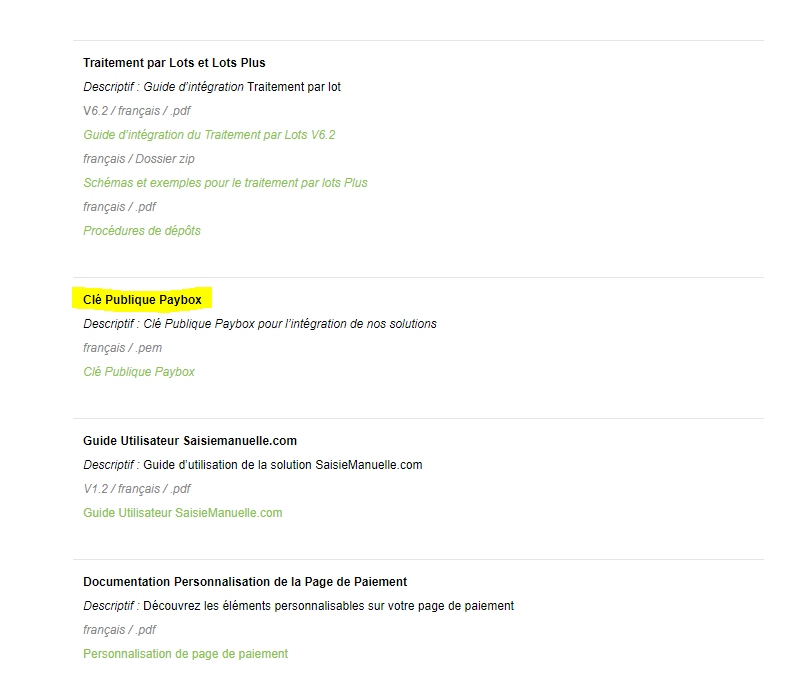 Traitement par Lots et Lots Plus
Descriptif : Guide d’intégration Traitement par lot
V6.2 / français / .pdf
Guide d’intégration du Traitement par Lots V6.2
français / Dossier zip
Schémas et exemples pour le traitement par lots Plus
français / .pdf
Procédures de dépôts
Clé Publique Paybox
Descriptif : Clé Publique Paybox pour l’intégration de nos solutions
français / .pem
Clé Publique Paybox
Guide Utilisateur Saisiemanuelle.com
Descriptif : Guide d’utilisation de la solution SaisieManuelle.com
V1.2 / français / .pdf
Guide Utilisateur SaisieManuelle.com
Documentation Personnalisation de la Page de Paiement
Descriptif : Découvrez les éléments personnalisables sur votre page de paiement
français / .pdf
Personnalisation de page de paiement